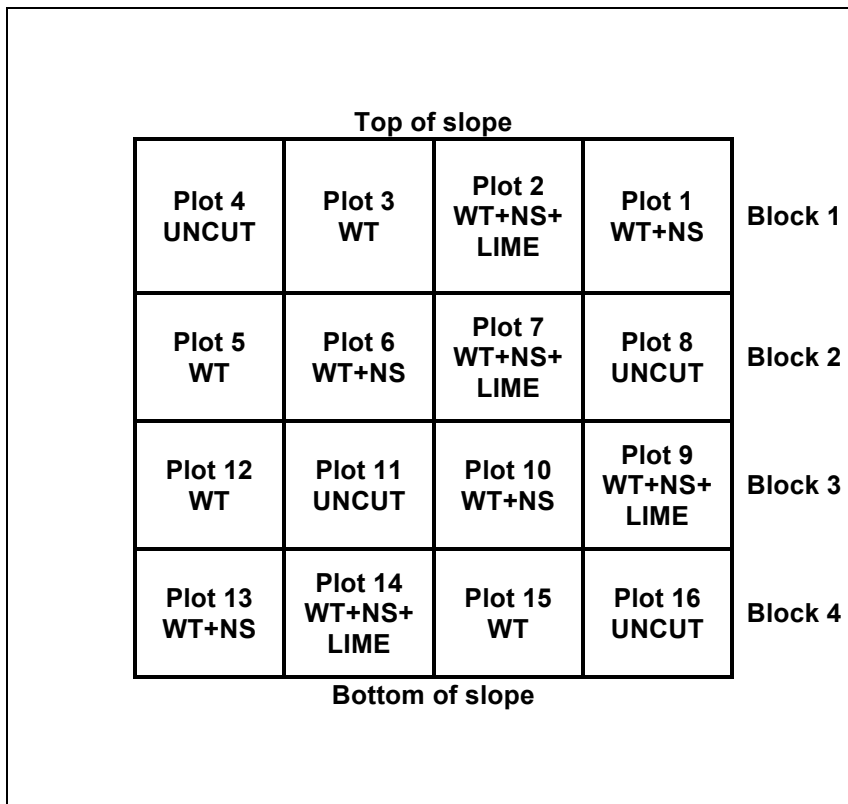 Top of slope
Plot 4
UNCUT
Plot 3
WT
Plot 2
WT+NS+
LIME
Plot 1
WT+NS
Block 1
Plot 5
WT
Plot 6
WT+NS
Plot 7
WT+NS+
LIME
Plot 8
UNCUT
Block 2
Plot 12
WT
Plot 11
UNCUT
Plot 10
WT+NS
Plot 9
WT+NS+
LIME
Block 3
Plot 13
WT+NS
Plot 14
WT+NS+
LIME
Plot 15
WT
Plot 16
UNCUT
Block 4
Bottom of slope